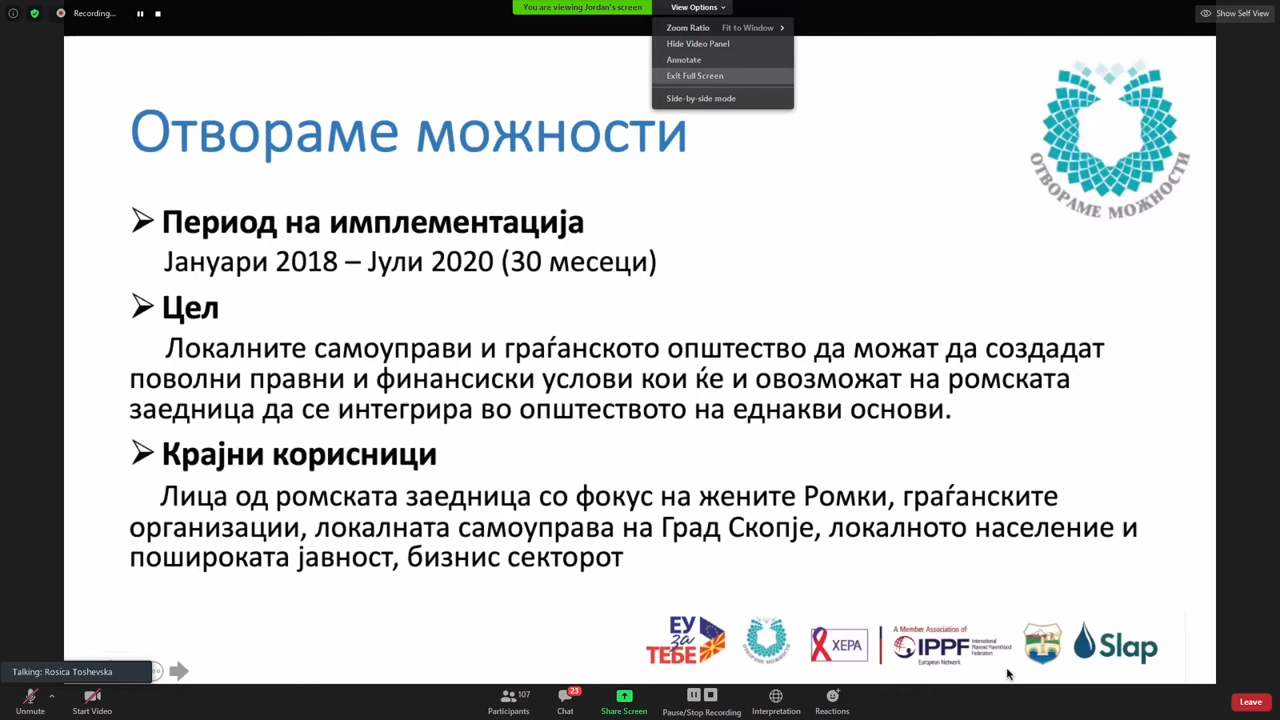 Recording...
You are viewing Jordan's screen
View Options
Show Self View
Zoom Ratio Fit to Window
Hide Video Panel
Annotate
Exit Full Screen
Side-by-side mode
Отвораме можности
ОТВОРАМЕ МОЖНОСТИ
Период на имплементација
Јануари 2018 – Јули 2020 (30 месеци)
Цел
Локалните самоуправи и граѓанското општество да можат да создадат
поволни правни и финансиски услови кои ќе и овозможат на ромската
заедница да се интегрира во општеството на еднакви основи.
Крајни корисници
Лица од ромската заедница со фокус на жените Ромки, граѓанските
организации, локалната самоуправа на Град Скопје, локалното население и
пошироката јавност, бизнис секторот
ЕУ
за
ТЕБЕ
ОТВОРАМЕ МОЖНОСТИ
ХЕРА
A Member Association of
IPPF
International
Planned Parenthood
Federation
European Network
Slap
Talking: Rosica Toshevska
Unmute
Start Video
107
Participants
23
Chat
Share Screen
Pause/Stop Recording
Interpretation
Reactions
Leave